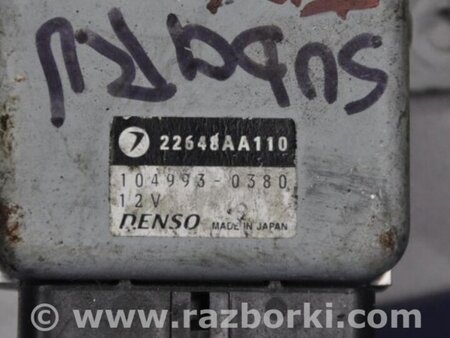 SUBARU
22648AA110
104993-0380
12V
DENSO MADE IN JAPAN
www.razborki.com